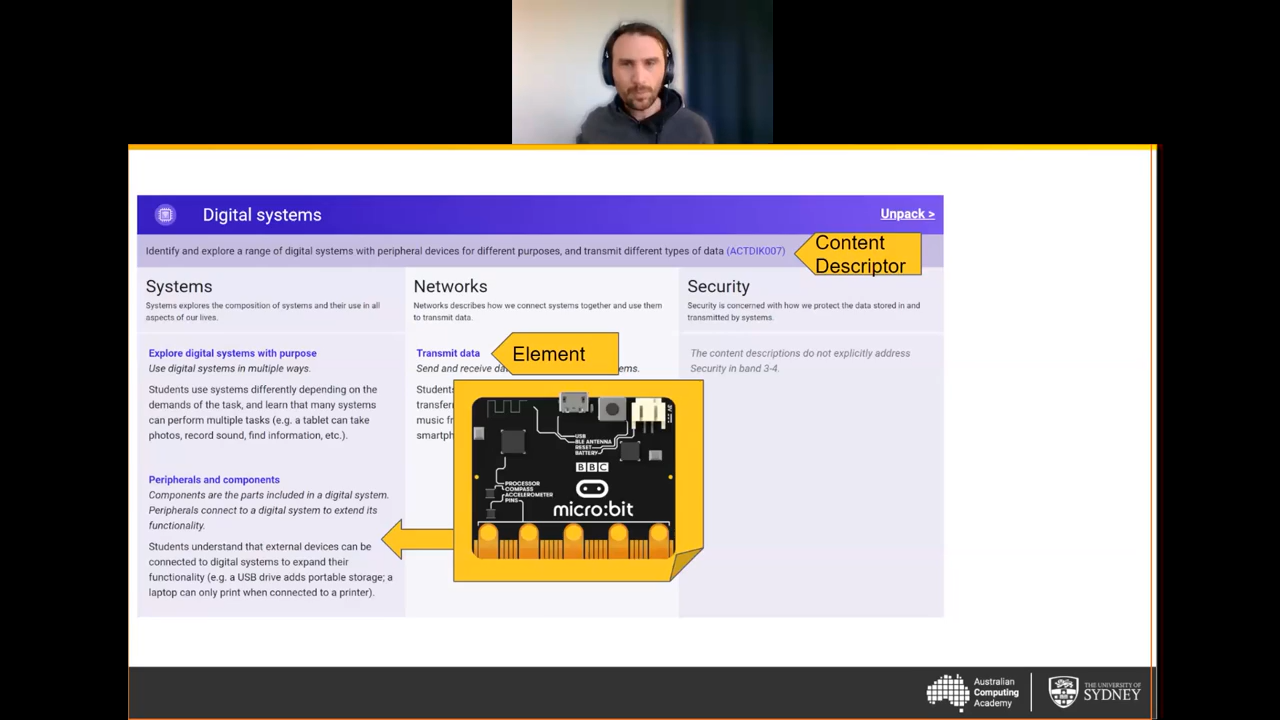 Digital systems
Unpack >
Identify and explore a range of digital systems with peripheral devices for different purposes, and transmit different types of data (ACTDIK007)
Content
Descriptor
Systems
Systems explores the composition of systems and their use in all
aspects of our lives.
Networks
Networks describes how we connect systems together and use them
to transmit data.
Security
Security is concerned with how we protect the data stored in and
transmitted by systems.
Explore digital systems with purpose
Use digital systems in multiple ways.
Students use systems differently depending on the
demands of the task, and learn that many systems
can perform multiple tasks (e.g. a tablet can take
photos, record sound, find information, etc.).
Peripherals and components
Components are the parts included in a digital system.
Peripherals connect to a digital system to extend its
functionality.
Students understand that external devices can be
connected to digital systems to expand their
functionality (e.g. a USB drive adds portable storage; a
laptop can only print when connected to a printer).
Transmit data
Element
Send and receive
The content descriptions do not explicitly address
Security in band 3-4.
USB
BLE ANTENNA
RESET
BATTERY
BBC
PROCESSOR
COMPASS
ACCELEROMETER
PINS
micro:bit
Australian
Computing
Academy
THE UNIVERSITY OF
SYDNEY